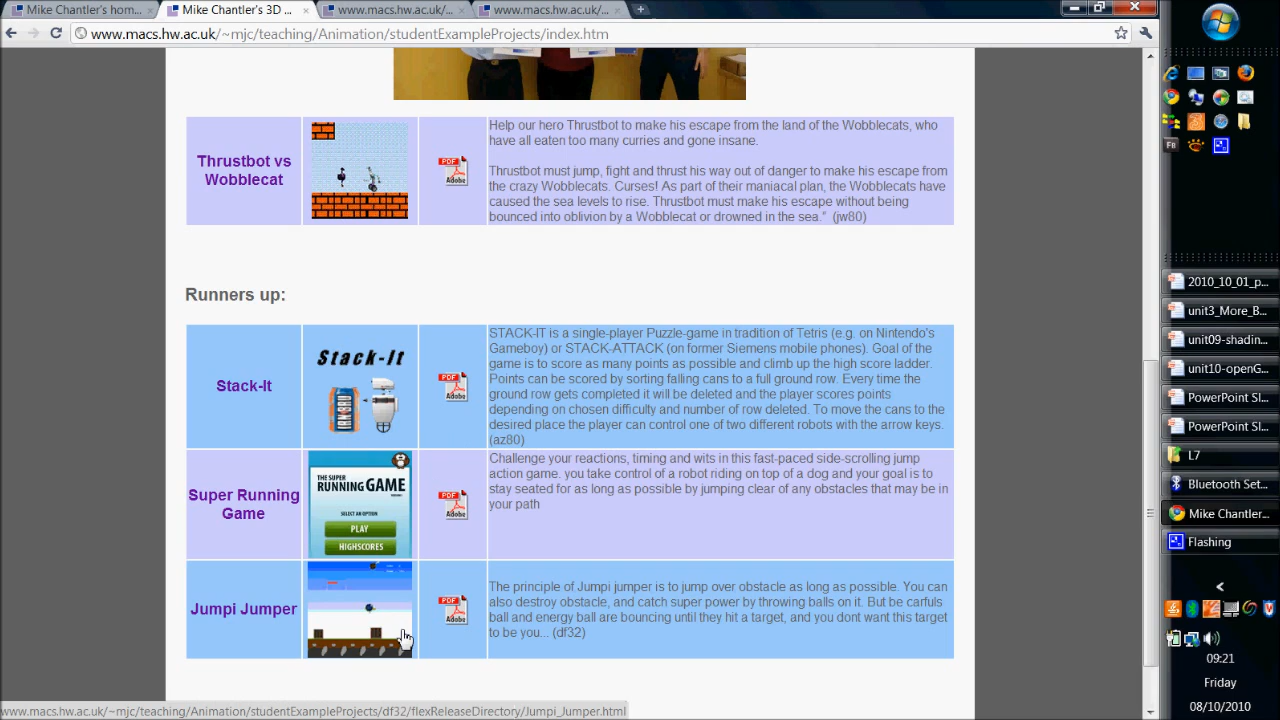 Mike Chantler's hom...
Mike Chantler's 3D ...
www.macs.hw.ac.uk/...
www.macs.hw.ac.uk/...
www.macs.hw.ac.uk/~mjc/teaching/Animation/studentExampleProjects/index.htm
Thrustbot vs
Wobblecat
PDF
Adobe
Help our hero Thrustbot to make his escape from the land of the Wobblecats, who
have all eaten too many curries and gone insane.
Thrustbot must jump, fight and thrust his way out of danger to make his escape from
the crazy Wobblecats. Curses! As part of their maniacal plan, the Wobblecats have
caused the sea levels to rise. Thrustbot must make his escape without being
bounced into oblivion by a Wobblecat or drowned in the sea.” (jw80)
Runners up:
Stack-It
Stack-It
PDF
Adobe
STACK-IT is a single-player Puzzle-game in tradition of Tetris (e.g. on Nintendo's
Gameboy) or STACK-ATTACK (on former Siemens mobile phones). Goal of the
game is to score as many points as possible and climb up the high score ladder.
Points can be scored by sorting falling cans to a full ground row. Every time the
ground row gets completed it will be deleted and the player scores points
depending on chosen difficulty and number of row deleted. To move the cans to the
desired place the player can control one of two different robots with the arrow keys.
(az80)
Super Running
Game
THE SUPER
RUNNING GAME
SELECT AN OPTION
PLAY
HIGHSCORES
PDF
Adobe
Challenge your reactions, timing and wits in this fast-paced side-scrolling jump
action game. you take control of a robot riding on top of a dog and your goal is to
stay seated for as long as possible by jumping clear of any obstacles that may be in
your path
Jumpi Jumper
PDF
Adobe
The principle of Jumpi jumper is to jump over obstacle as long as possible. You can
also destroy obstacle, and catch super power by throwing balls on it. But be carfuls
ball and energy ball are bouncing until they hit a target, and you dont want this target
to be you... (df32)
www.macs.hw.ac.uk/~mjc/teaching/Animation/studentExampleProjects/df32/flexReleaseDirectory/Jumpi_Jumper.html
FB
2010_10_01_p...
unit3_More_B...
unit09-shadin...
unit10-openG...
PowerPoint Sl...
PowerPoint Sl...
L7
Bluetooth Set...
Mike Chantler...
Flashing
09:21
Friday
08/10/2010